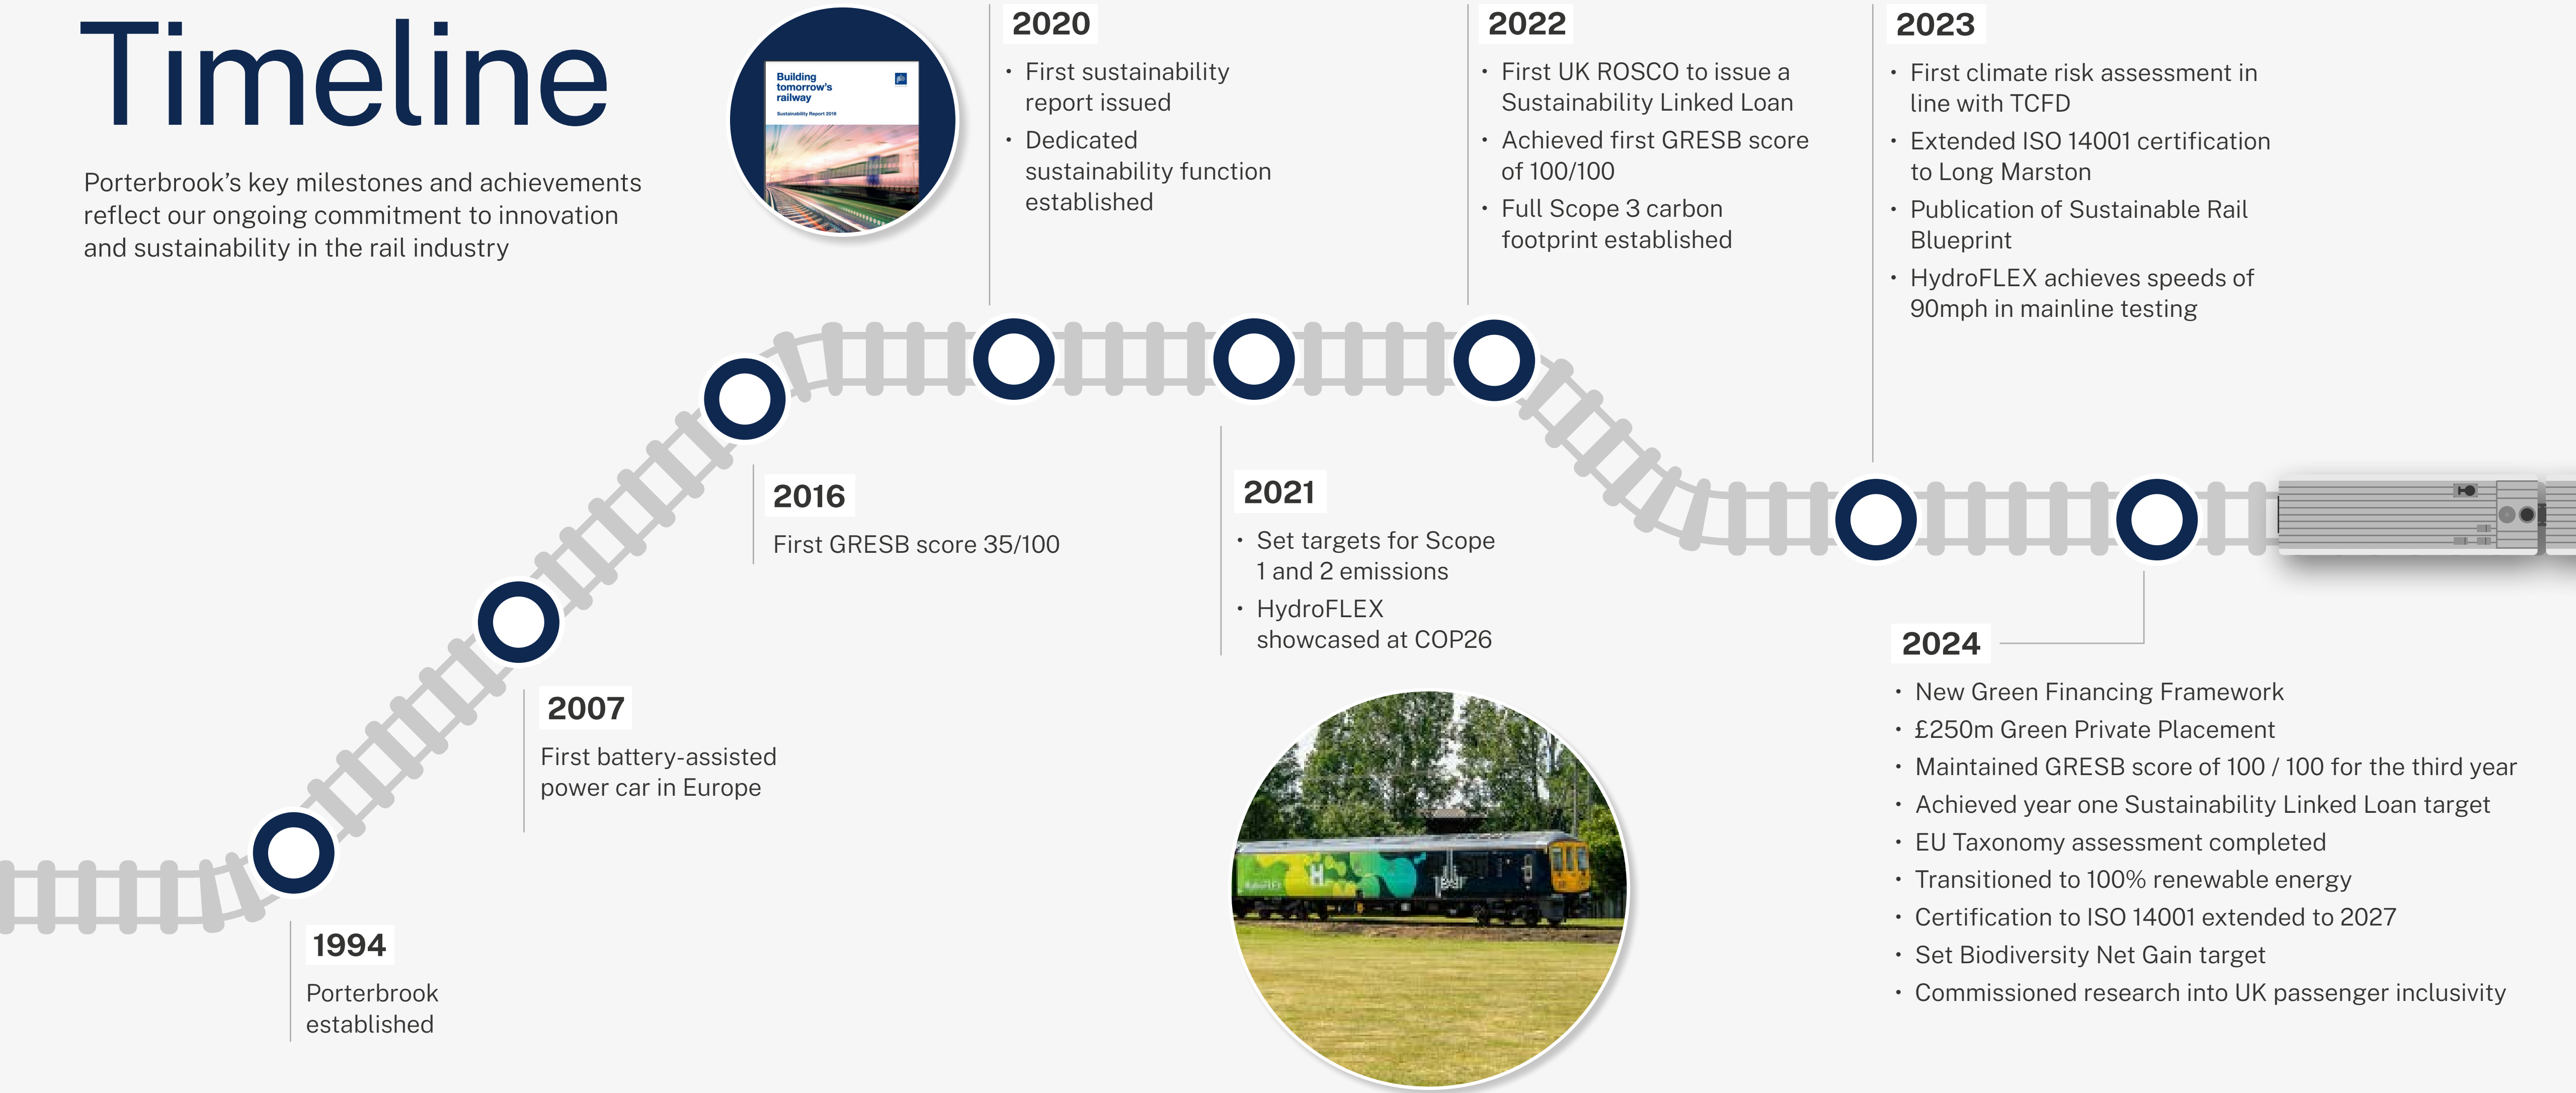 Timeline
Porterbrook’s key milestones and achievements
reflect our ongoing commitment to innovation
and sustainability in the rail industry
Building
tomorrow’s
railway
1994
Porterbrook
established
2007
First battery-assisted
power car in Europe
2016
First GRESB score 35/100
2020
• First sustainability
report issued
• Dedicated
sustainability function
established
2021
• Set targets for Scope
1 and 2 emissions
• HydroFLEX
showcased at COP26
H
2022
• First UK ROSCO to issue a
Sustainability Linked Loan
• Achieved first GRESB score
of 100/100
• Full Scope 3 carbon
footprint established
2023
• First climate risk assessment in
line with TCFD
• Extended ISO 14001 certification
to Long Marston
• Publication of Sustainable Rail
Blueprint
• HydroFLEX achieves speeds of
90mph in mainline testing
2024
• New Green Financing Framework
• £250m Green Private Placement
• Maintained GRESB score of 100 / 100 for the third year
• Achieved year one Sustainability Linked Loan target
• EU Taxonomy assessment completed
• Transitioned to 100% renewable energy
• Certification to ISO 14001 extended to 2027
• Set Biodiversity Net Gain target
• Commissioned research into UK passenger inclusivity